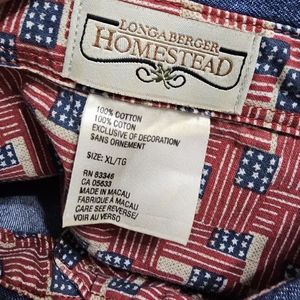 LONGABERGER
HOMESTEAD
100% COTTON
100% COTON
EXCLUSIVE OF DECORATION/
SANS ORNEMENT
SIZE: XL/TG
RN 83346
CA 05633
MADE IN MACAU
FABRIQUÉ À MACAU
CARE SEE REVERSE/
VOIR AU VERSO